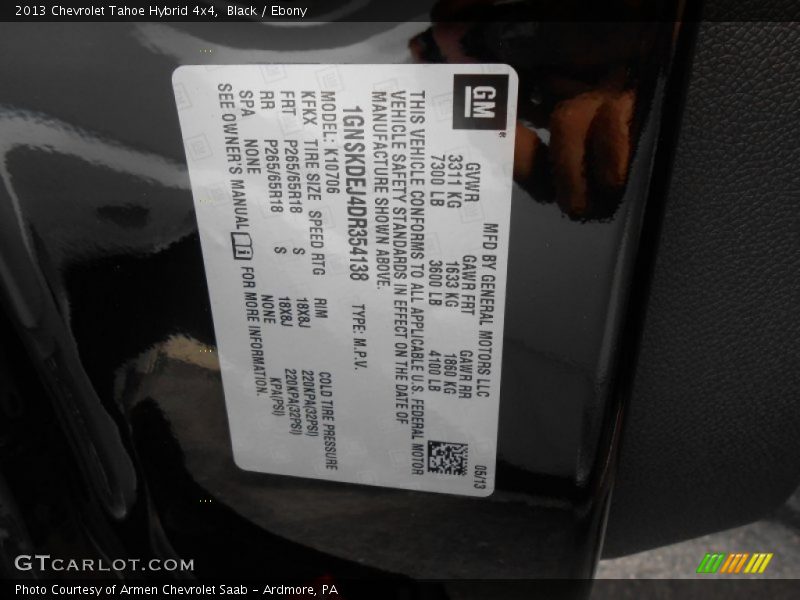 2013 Chevrolet Tahoe Hybrid 4x4, Black / Ebony
GM
MFD BY GENERAL MOTORS LLC 05/13
GVWR GAWR FRT GAWR RR
3311 KG 1633 KG 1860 KG
7300 LB 3600 LB 4100 LB
THIS VEHICLE CONFORMS TO ALL APPLICABLE U.S. FEDERAL MOTOR
VEHICLE SAFETY STANDARDS IN EFFECT ON THE DATE OF
MANUFACTURE SHOWN ABOVE.
1GNSKDEJ4DR354138 TYPE: M.P.V.
MODEL: K10706
KFKX TIRE SIZE SPEED RTG RIM COLD TIRE PRESSURE
FRT P265/65R18 S 18X8J 220KPA(32PSI)
RR P265/65R18 S 18X8J 220KPA(32PSI)
SPA NONE NONE KPA(PSI)
SEE OWNER'S MANUAL FOR MORE INFORMATION.
GTcarlot.com
Photo Courtesy of Armen Chevrolet Saab - Ardmore, PA